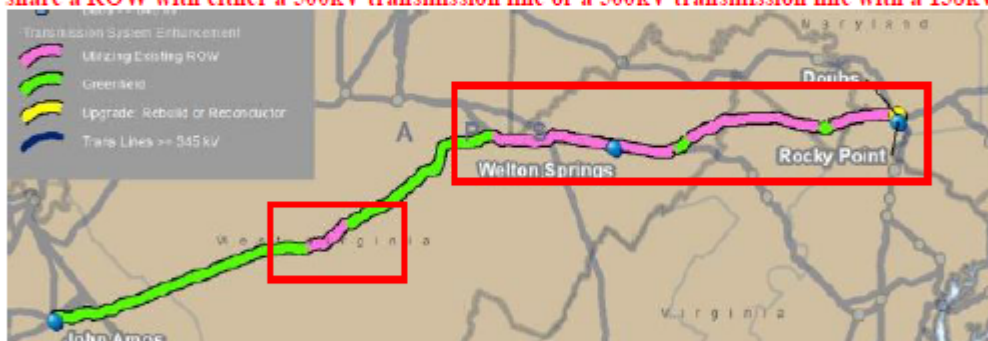 share a ROW with either a 500kV transmission line or a 500kV transmission line with a 138kV
Transmission System Enhancement
Utilizing Existing ROW
Greenfield
Upgrade: Rebuild or Reconductor
Trans Lines >= 345 kV
Maryland
Doubs
A P S
Welton Springs
Rocky Point
West Virginia
Virginia
John Amos